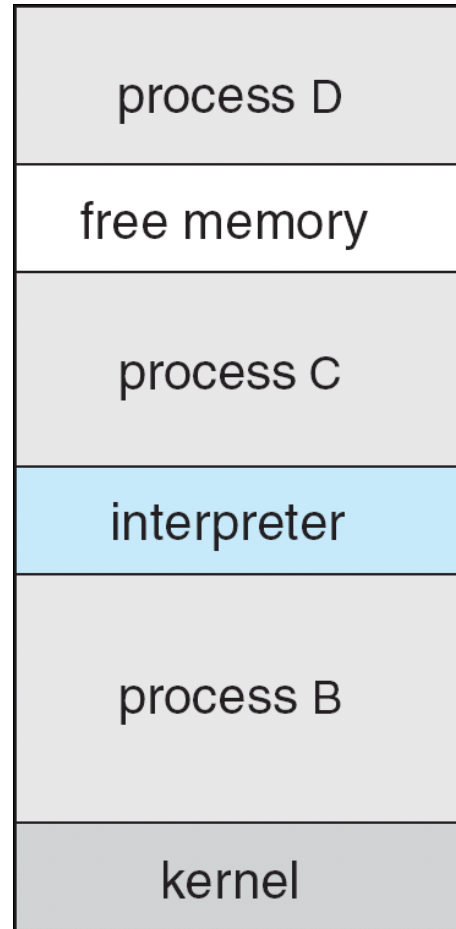 process D
free memory
process C
interpreter
process B
kernel